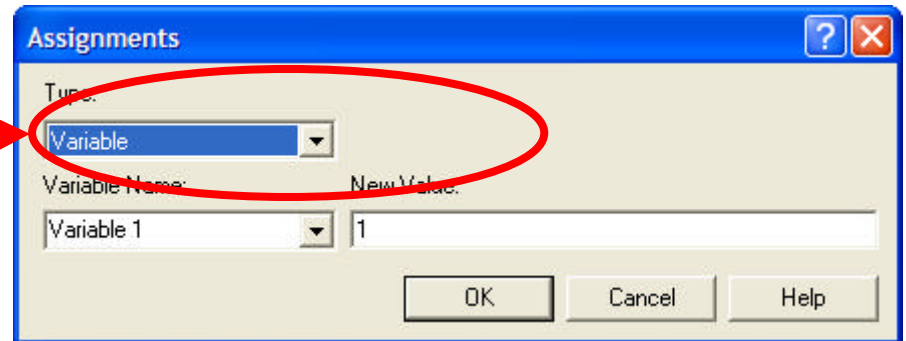 Assignments
Type:
Variable
Variable Name: New Value:
Variable 1 1
OK Cancel Help